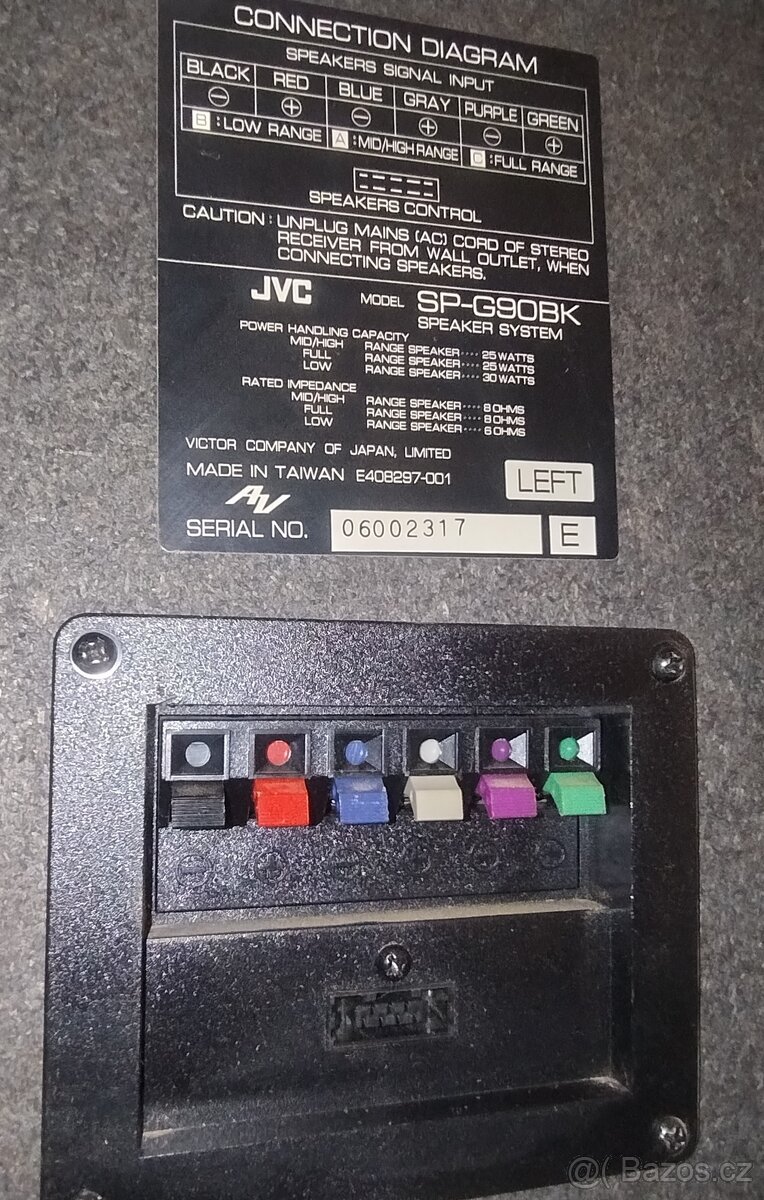 CONNECTION DIAGRAM
SPEAKERS SIGNAL INPUT
BLACK RED BLUE GRAY PURPLE GREEN
⊖ ⊕ ⊖ ⊕ ⊖ ⊕
B :LOW RANGE A :MID/HIGH RANGE C :FULL RANGE
SPEAKERS CONTROL
CAUTION : UNPLUG MAINS (AC) CORD OF STEREO
RECEIVER FROM WALL OUTLET, WHEN
CONNECTING SPEAKERS.
JVC MODEL SP-G90BK
SPEAKER SYSTEM
POWER HANDLING CAPACITY
MID/HIGH RANGE SPEAKER···· 25 WATTS
FULL RANGE SPEAKER···· 25 WATTS
LOW RANGE SPEAKER···· 30 WATTS
RATED IMPEDANCE
MID/HIGH RANGE SPEAKER···· 8 OHMS
FULL RANGE SPEAKER···· 8 OHMS
LOW RANGE SPEAKER···· 6 OHMS
VICTOR COMPANY OF JAPAN, LIMITED
MADE IN TAIWAN E408297-001
LEFT
AV
SERIAL NO. 06002317 E
⊖ ⊕ ⊖ ⊕ ⊖ ⊕
@( Bazos.cz